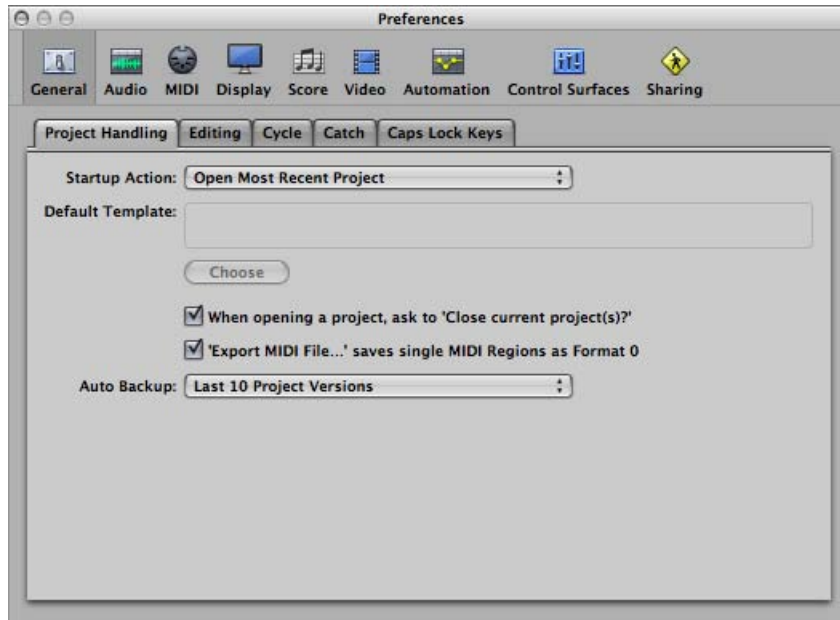 Preferences
General Audio MIDI Display Score Video Automation Control Surfaces Sharing
Project Handling Editing Cycle Catch Caps Lock Keys
Startup Action: Open Most Recent Project
Default Template:
Choose
When opening a project, ask to 'Close current project(s)?'
'Export MIDI File...' saves single MIDI Regions as Format 0
Auto Backup: Last 10 Project Versions